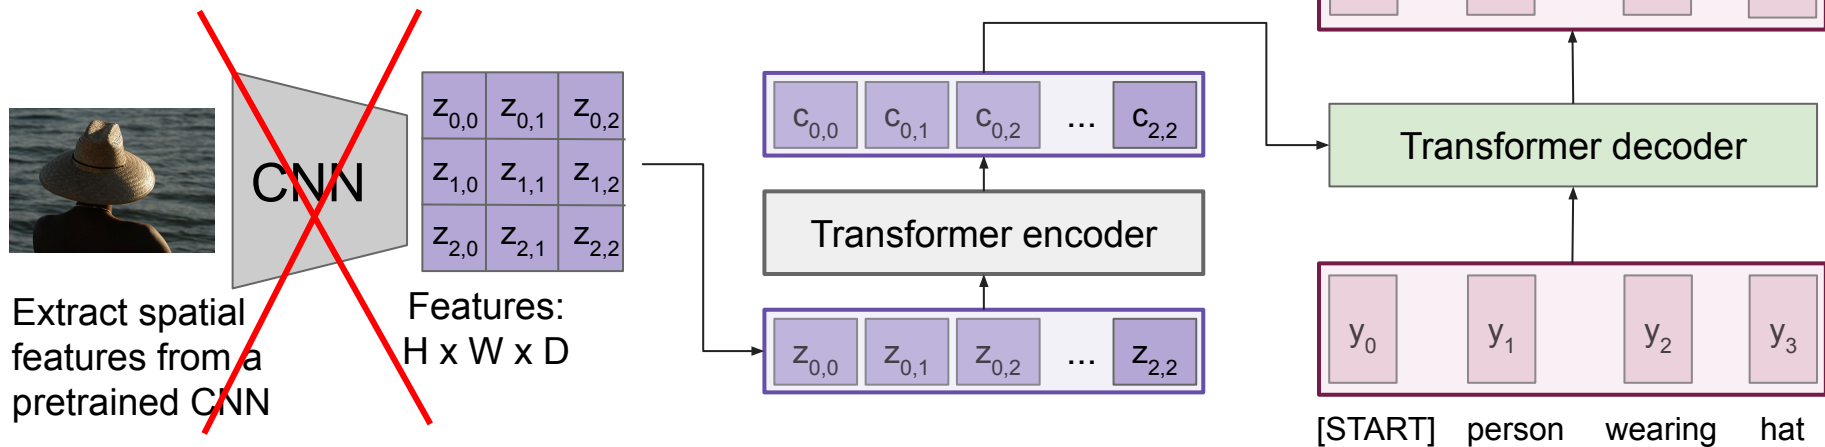 CNN
z0,0 z0,1 z0,2
z1,0 z1,1 z1,2
z2,0 z2,1 z2,2
Extract spatial
features from a
pretrained CNN
Features:
H x W x D
c0,0 c0,1 c0,2 ... c2,2
Transformer encoder
z0,0 z0,1 z0,2 ... z2,2
Transformer decoder
y0 y1 y2 y3
[START] person wearing hat